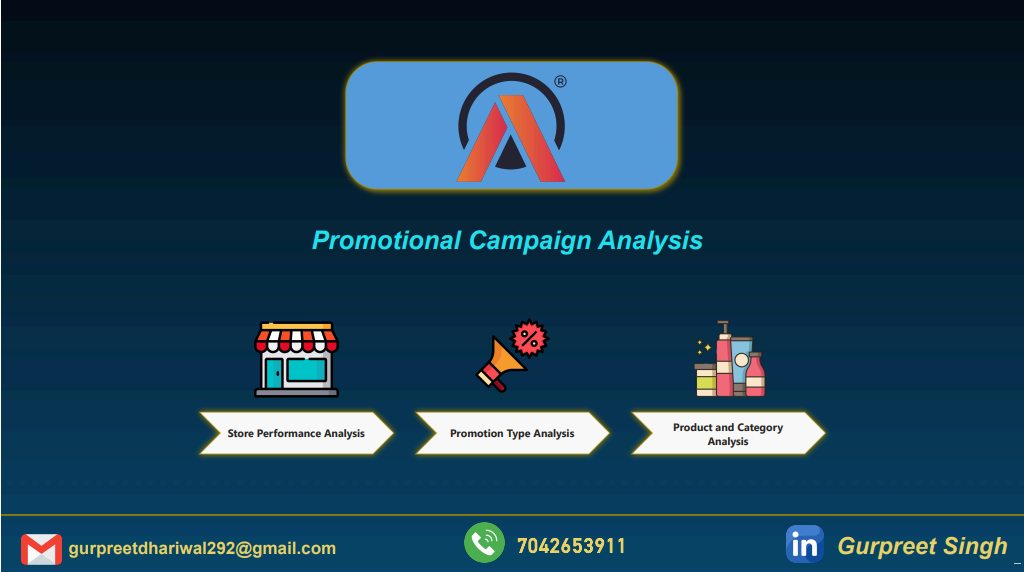 ®
Promotional Campaign Analysis
%
Store Performance Analysis
Promotion Type Analysis
Product and Category
Analysis
gurpreetdhariwal292@gmail.com
7042653911
in
Gurpreet Singh